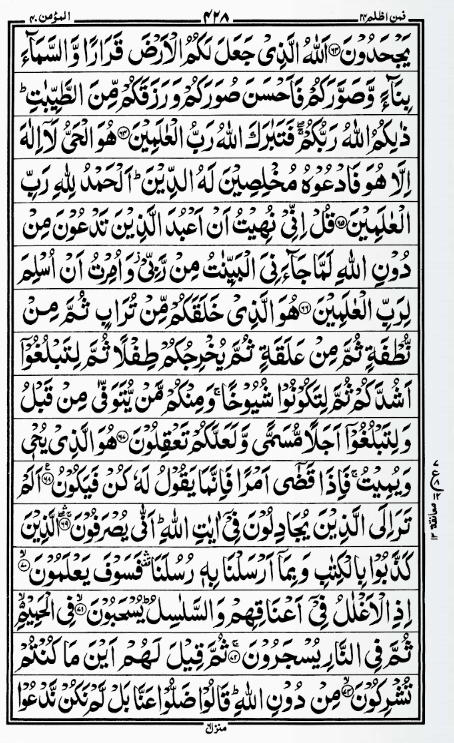 فمن اظلم ۲۴
۴۲۸
المؤمن ۴۰
يَجْحَدُوْنَ ﴿۶۳﴾ اَللّٰهُ الَّذِيْ جَعَلَ لَكُمُ الْاَرْضَ قَرَارًا وَّالسَّمَآءَ
بِنَآءً وَّصَوَّرَكُمْ فَاَحْسَنَ صُوَرَكُمْ وَرَزَقَكُمْ مِّنَ الطَّيِّبٰتِ ؕ
ذٰلِكُمُ اللّٰهُ رَبُّكُمْ ۖۚ فَتَبٰرَكَ اللّٰهُ رَبُّ الْعٰلَمِيْنَ ﴿۶۴﴾ هُوَ الْحَيُّ لَاۤ اِلٰهَ
اِلَّا هُوَ فَادْعُوْهُ مُخْلِصِيْنَ لَهُ الدِّيْنَ ؕ اَلْحَمْدُ لِلّٰهِ رَبِّ
الْعٰلَمِيْنَ ﴿۶۵﴾ قُلْ اِنِّيْ نُهِيْتُ اَنْ اَعْبُدَ الَّذِيْنَ تَدْعُوْنَ مِنْ
دُوْنِ اللّٰهِ لَمَّا جَآءَنِيَ الْبَيِّنٰتُ مِنْ رَّبِّيْ ؗ وَاُمِرْتُ اَنْ اُسْلِمَ
لِرَبِّ الْعٰلَمِيْنَ ﴿۶۶﴾ هُوَ الَّذِيْ خَلَقَكُمْ مِّنْ تُرَابٍ ثُمَّ مِنْ
نُّطْفَةٍ ثُمَّ مِنْ عَلَقَةٍ ثُمَّ يُخْرِجُكُمْ طِفْلًا ثُمَّ لِتَبْلُغُوْۤا
اَشُدَّكُمْ ثُمَّ لِتَكُوْنُوْا شُيُوْخًا ۚ وَمِنْكُمْ مَّنْ يُّتَوَفّٰى مِنْ قَبْلُ
وَلِتَبْلُغُوْۤا اَجَلًا مُّسَمًّى وَّلَعَلَّكُمْ تَعْقِلُوْنَ ﴿۶۷﴾ هُوَ الَّذِيْ يُحْيٖ
وَيُمِيْتُ ۚ فَاِذَا قَضٰۤى اَمْرًا فَاِنَّمَا يَقُوْلُ لَهٗ كُنْ فَيَكُوْنُ ﴿۶۸﴾ اَلَمْ
تَرَ اِلَى الَّذِيْنَ يُجَادِلُوْنَ فِيْۤ اٰيٰتِ اللّٰهِ ؕ اَنّٰى يُصْرَفُوْنَ ﴿۶۹﴾ الَّذِيْنَ
كَذَّبُوْا بِالْكِتٰبِ وَبِمَاۤ اَرْسَلْنَا بِهٖ رُسُلَنَا ۛ فَسَوْفَ يَعْلَمُوْنَ ﴿۷۰﴾
اِذِ الْاَغْلٰلُ فِيْۤ اَعْنَاقِهِمْ وَالسَّلٰسِلُ ؕ يُسْحَبُوْنَ ﴿۷۱﴾ فِي الْحَمِيْمِ
ثُمَّ فِي النَّارِ يُسْجَرُوْنَ ﴿۷۲﴾ ثُمَّ قِيْلَ لَهُمْ اَيْنَ مَا كُنْتُمْ
تُشْرِكُوْنَ ﴿۷۳﴾ مِنْ دُوْنِ اللّٰهِ ؕ قَالُوْا ضَلُّوْا عَنَّا بَلْ لَّمْ نَكُنْ نَّدْعُوْا
منزل